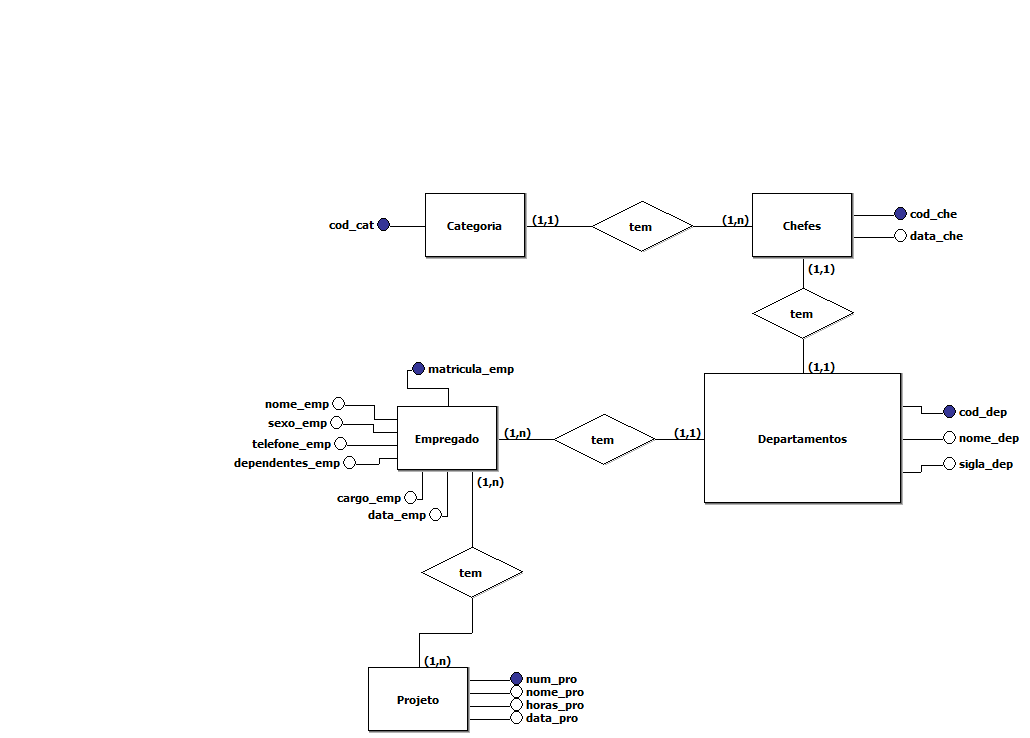 cod_cat
Categoria
(1,1)
tem
(1,n)
Chefes
cod_che
data_che
(1,1)
tem
(1,1)
matricula_emp
nome_emp
sexo_emp
telefone_emp
dependentes_emp
cargo_emp
data_emp
Empregado
(1,n)
tem
(1,1)
Departamentos
cod_dep
nome_dep
sigla_dep
(1,n)
tem
(1,n)
Projeto
num_pro
nome_pro
horas_pro
data_pro